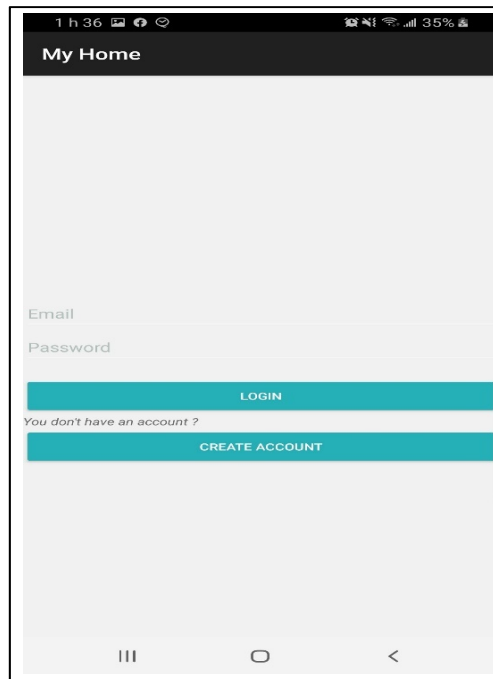 1 h 36 35%
My Home
Email
Password
LOGIN
You don't have an account ?
CREATE ACCOUNT